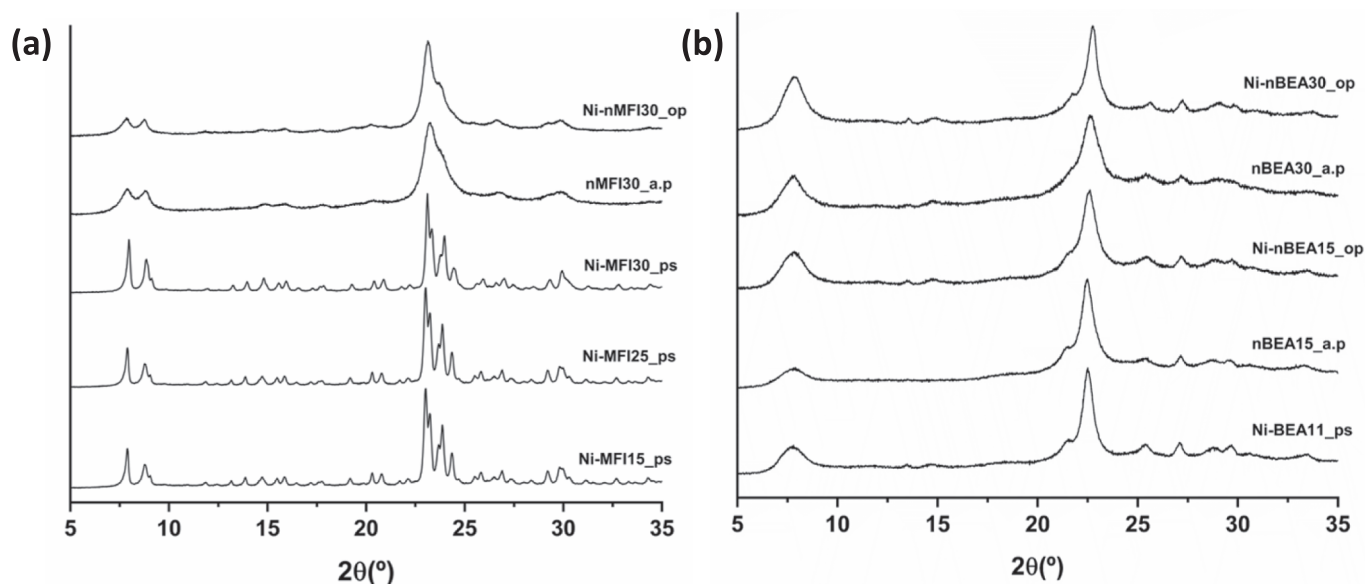 (a)
Ni-nMFI30_op
nMFI30_a.p
Ni-MFI30_ps
Ni-MFI25_ps
Ni-MFI15_ps
5 10 15 20 25 30 35
2θ(º)
(b)
Ni-nBEA30_op
nBEA30_a.p
Ni-nBEA15_op
nBEA15_a.p
Ni-BEA11_ps
5 10 15 20 25 30 35
2θ(º)